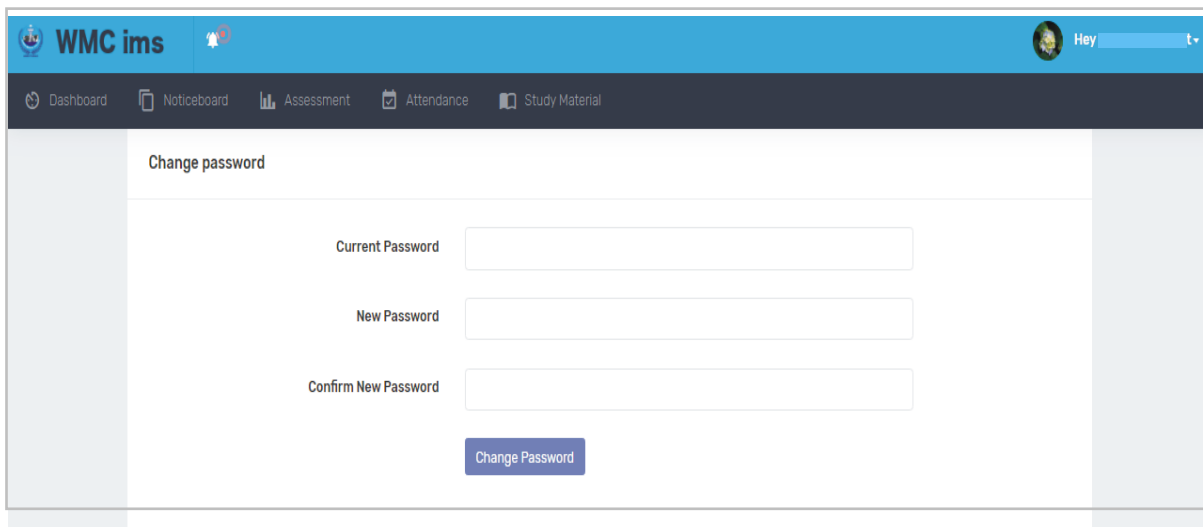 WMC ims
Hey t
Dashboard Noticeboard Assessment Attendance Study Material
Change password
Current Password
New Password
Confirm New Password
Change Password